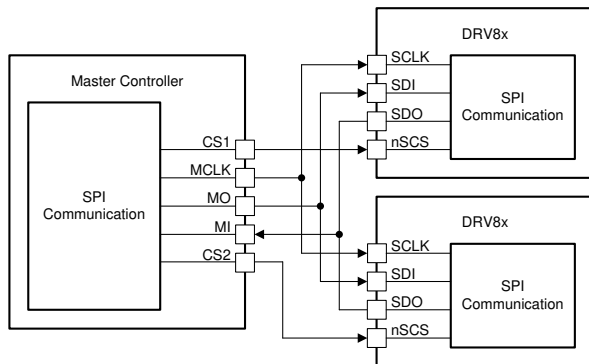 Master Controller
SPI
Communication
CS1
MCLK
MO
MI
CS2
DRV8x
SCLK
SDI
SDO
nSCS
SPI
Communication
DRV8x
SCLK
SDI
SDO
nSCS
SPI
Communication